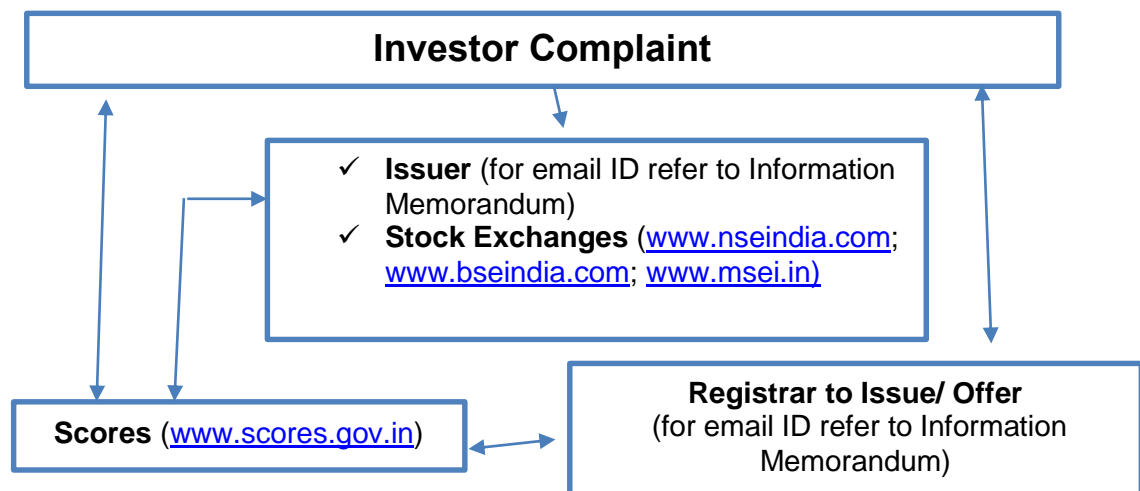 Investor Complaint
✓ Issuer (for email ID refer to Information
Memorandum)
✓ Stock Exchanges (www.nseindia.com;
www.bseindia.com; www.msei.in)
Scores (www.scores.gov.in)
Registrar to Issue/ Offer
(for email ID refer to Information
Memorandum)